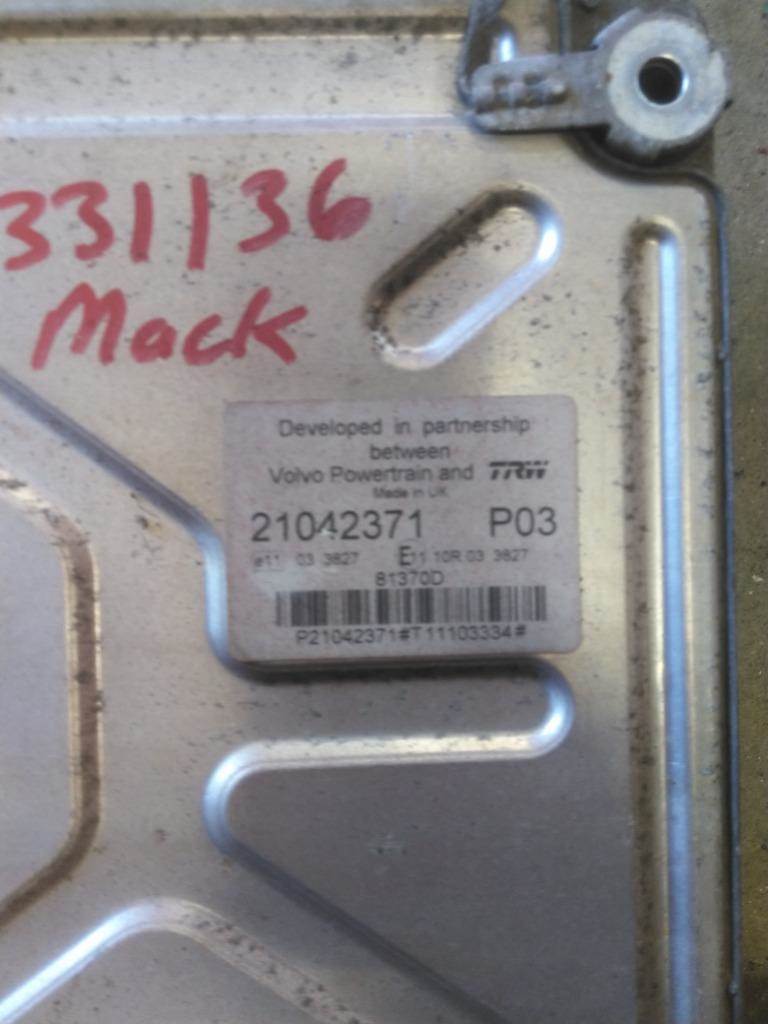 331136
Mack
Developed in partnership
between
Volvo Powertrain and TRW
Made in UK
21042371 P03
e11 03 3827 E11 10R 03 3827
81370D
P21042371#T11103334#